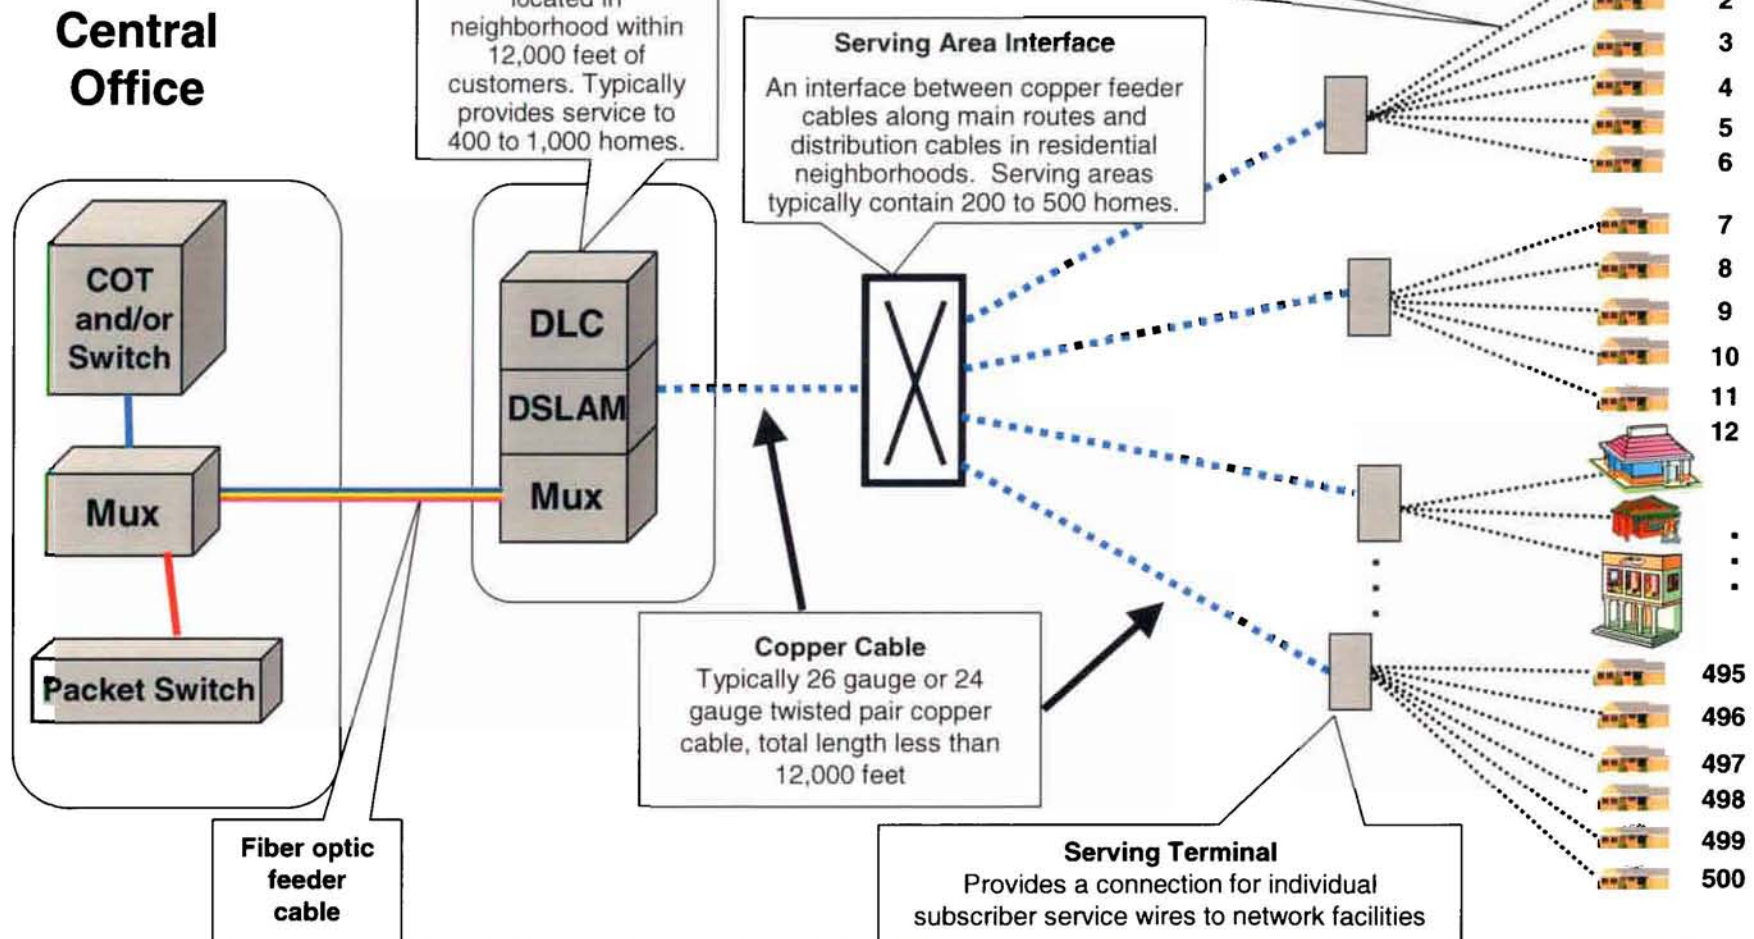 Central
Office
located in
neighborhood within
12,000 feet of
customers. Typically
provides service to
400 to 1,000 homes.
Serving Area Interface
An interface between copper feeder
cables along main routes and
distribution cables in residential
neighborhoods. Serving areas
typically contain 200 to 500 homes.
COT
and/or
Switch
Mux
Packet Switch
DLC
DSLAM
Mux
Copper Cable
Typically 26 gauge or 24
gauge twisted pair copper
cable, total length less than
12,000 feet
Fiber optic
feeder
cable
Serving Terminal
Provides a connection for individual
subscriber service wires to network facilities
2
3
4
5
6
7
8
9
10
11
12
495
496
497
498
499
500